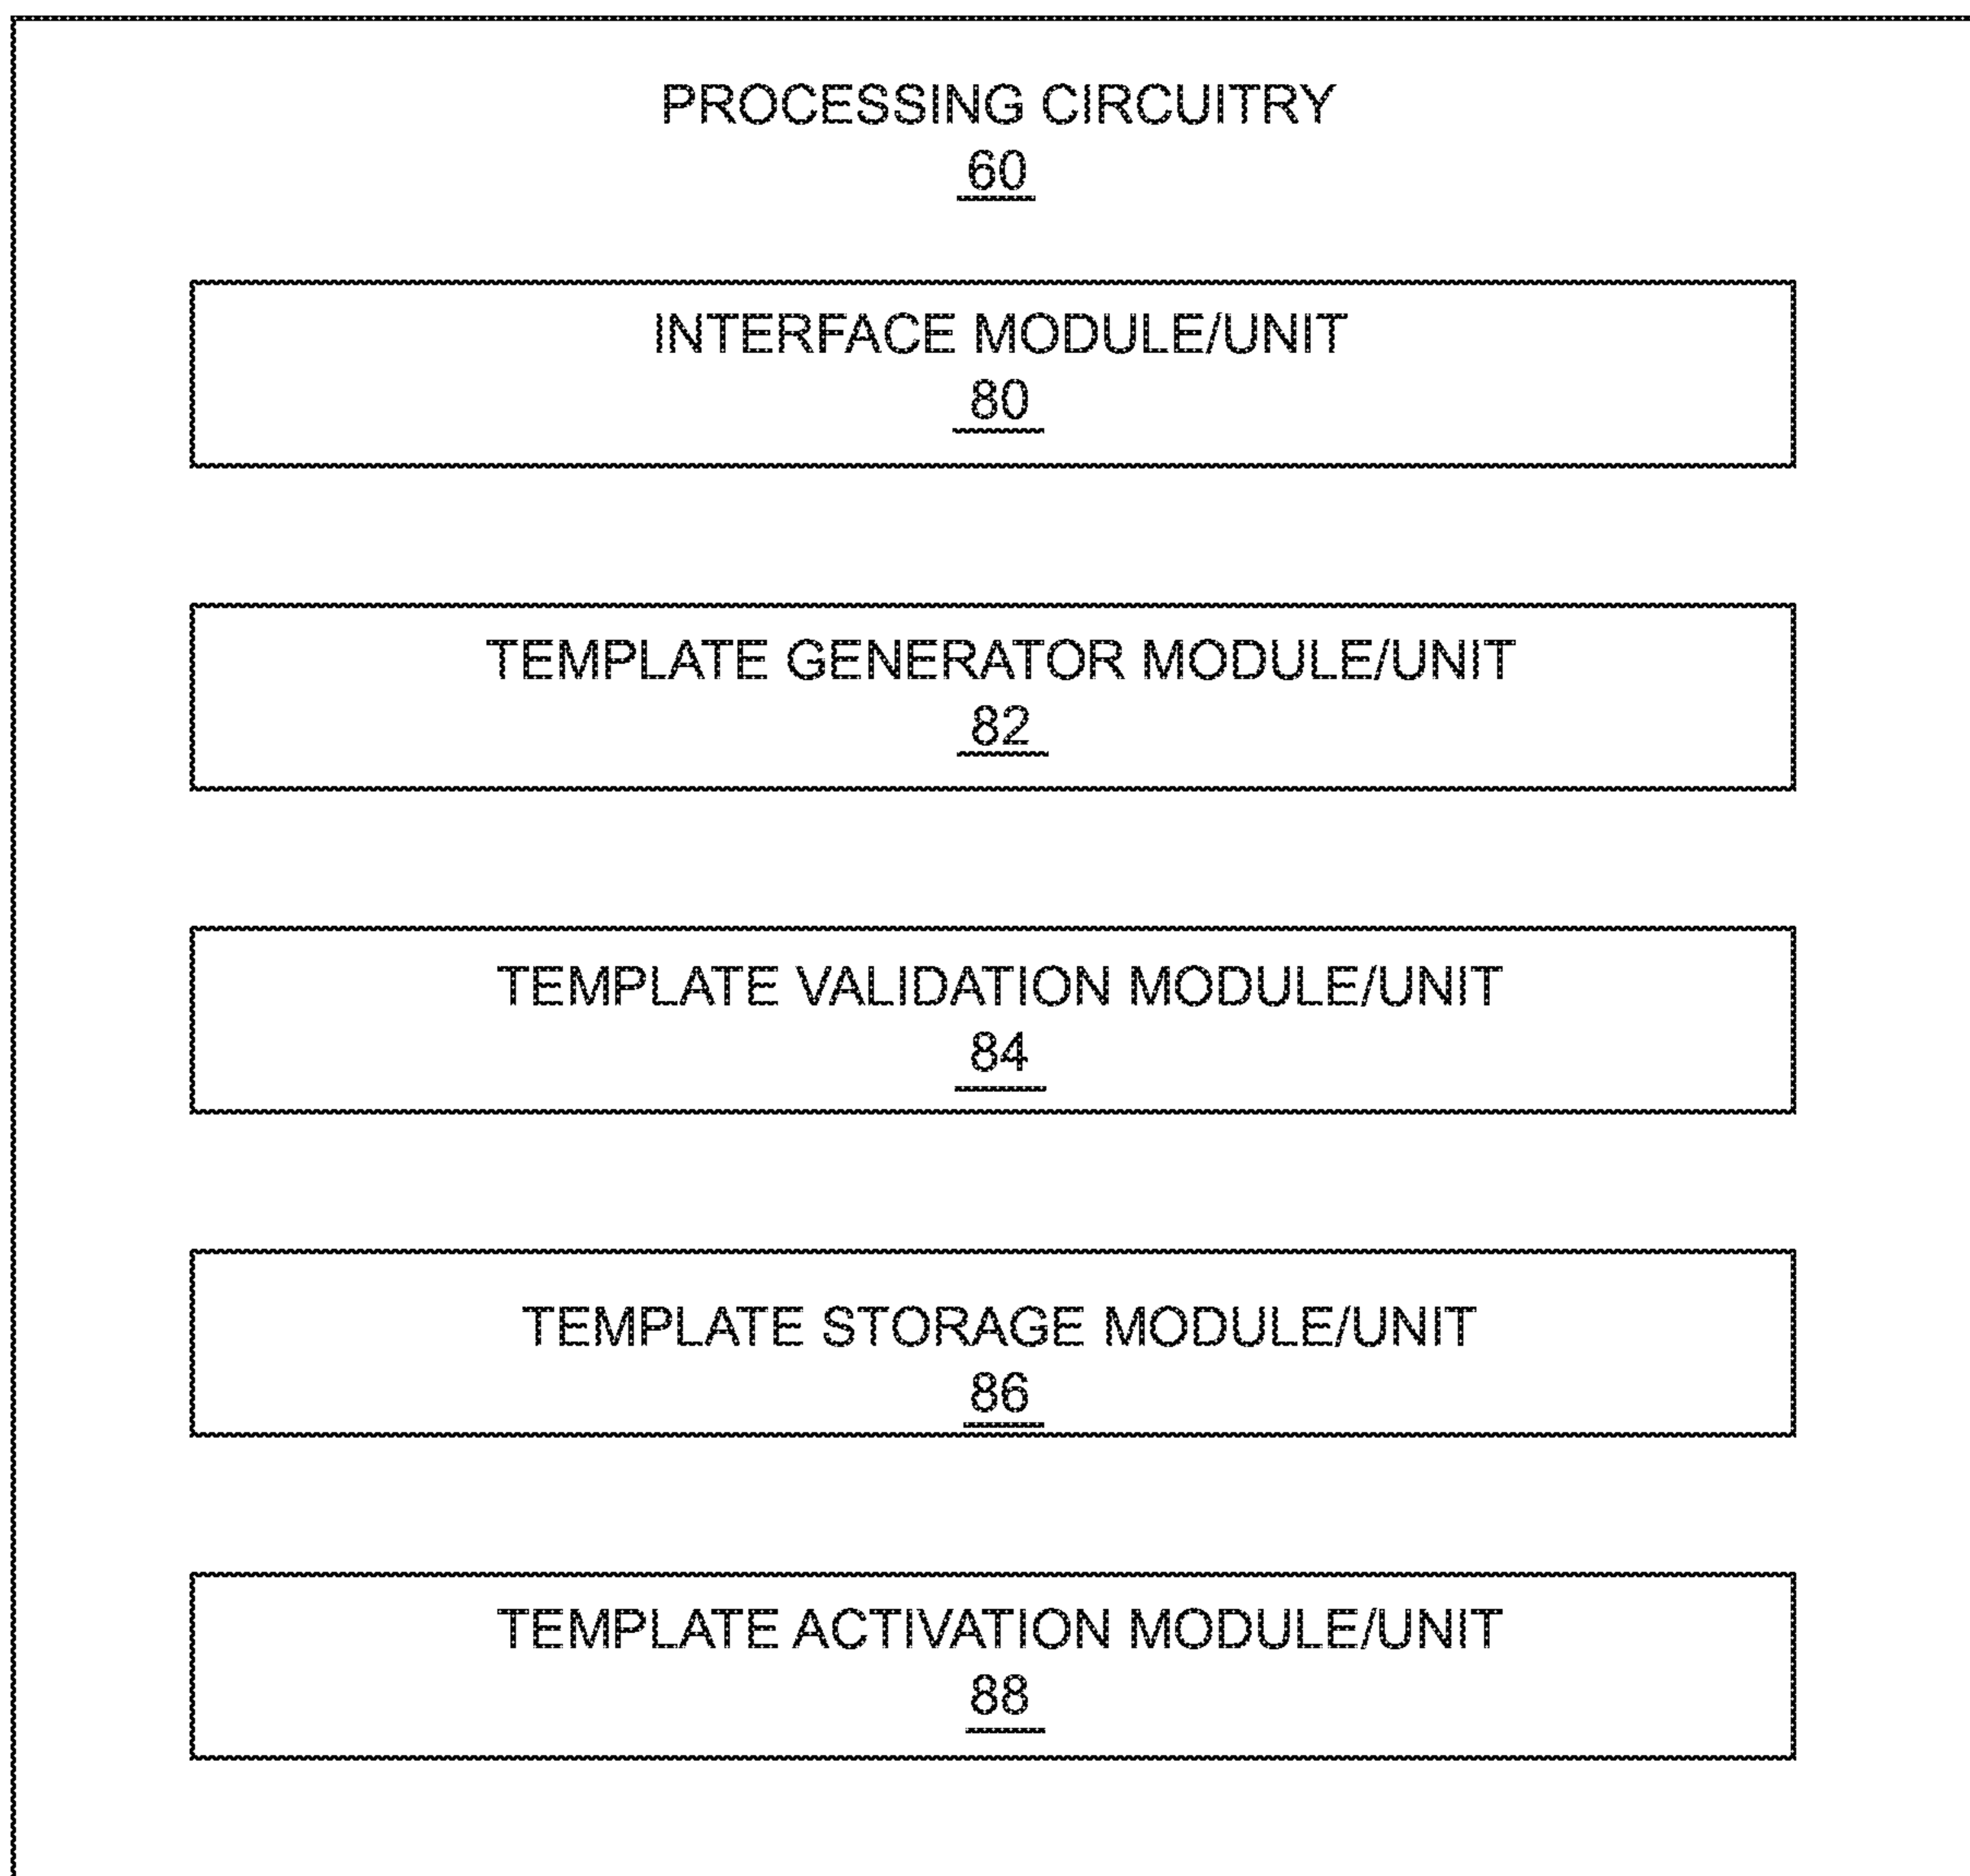 PROCESSING CIRCUITRY
60
INTERFACE MODULE/UNIT
80
TEMPLATE GENERATOR MODULE/UNIT
82
TEMPLATE VALIDATION MODULE/UNIT
84
TEMPLATE STORAGE MODULE/UNIT
86
TEMPLATE ACTIVATION MODULE/UNIT
88